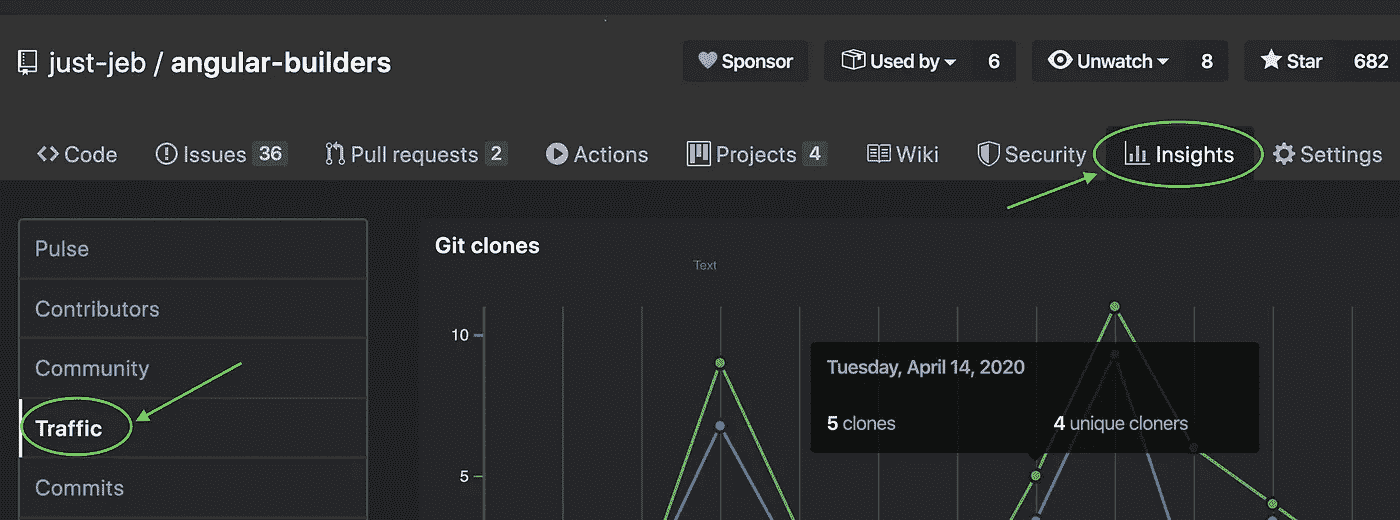 just-jeb / angular-builders
Sponsor
Used by 6
Unwatch 8
Star 682
Code
Issues 36
Pull requests 2
Actions
Projects 4
Wiki
Security
Insights
Settings
Pulse
Contributors
Community
Traffic
Commits
Git clones
Text
10
5
Tuesday, April 14, 2020
5 clones 4 unique cloners